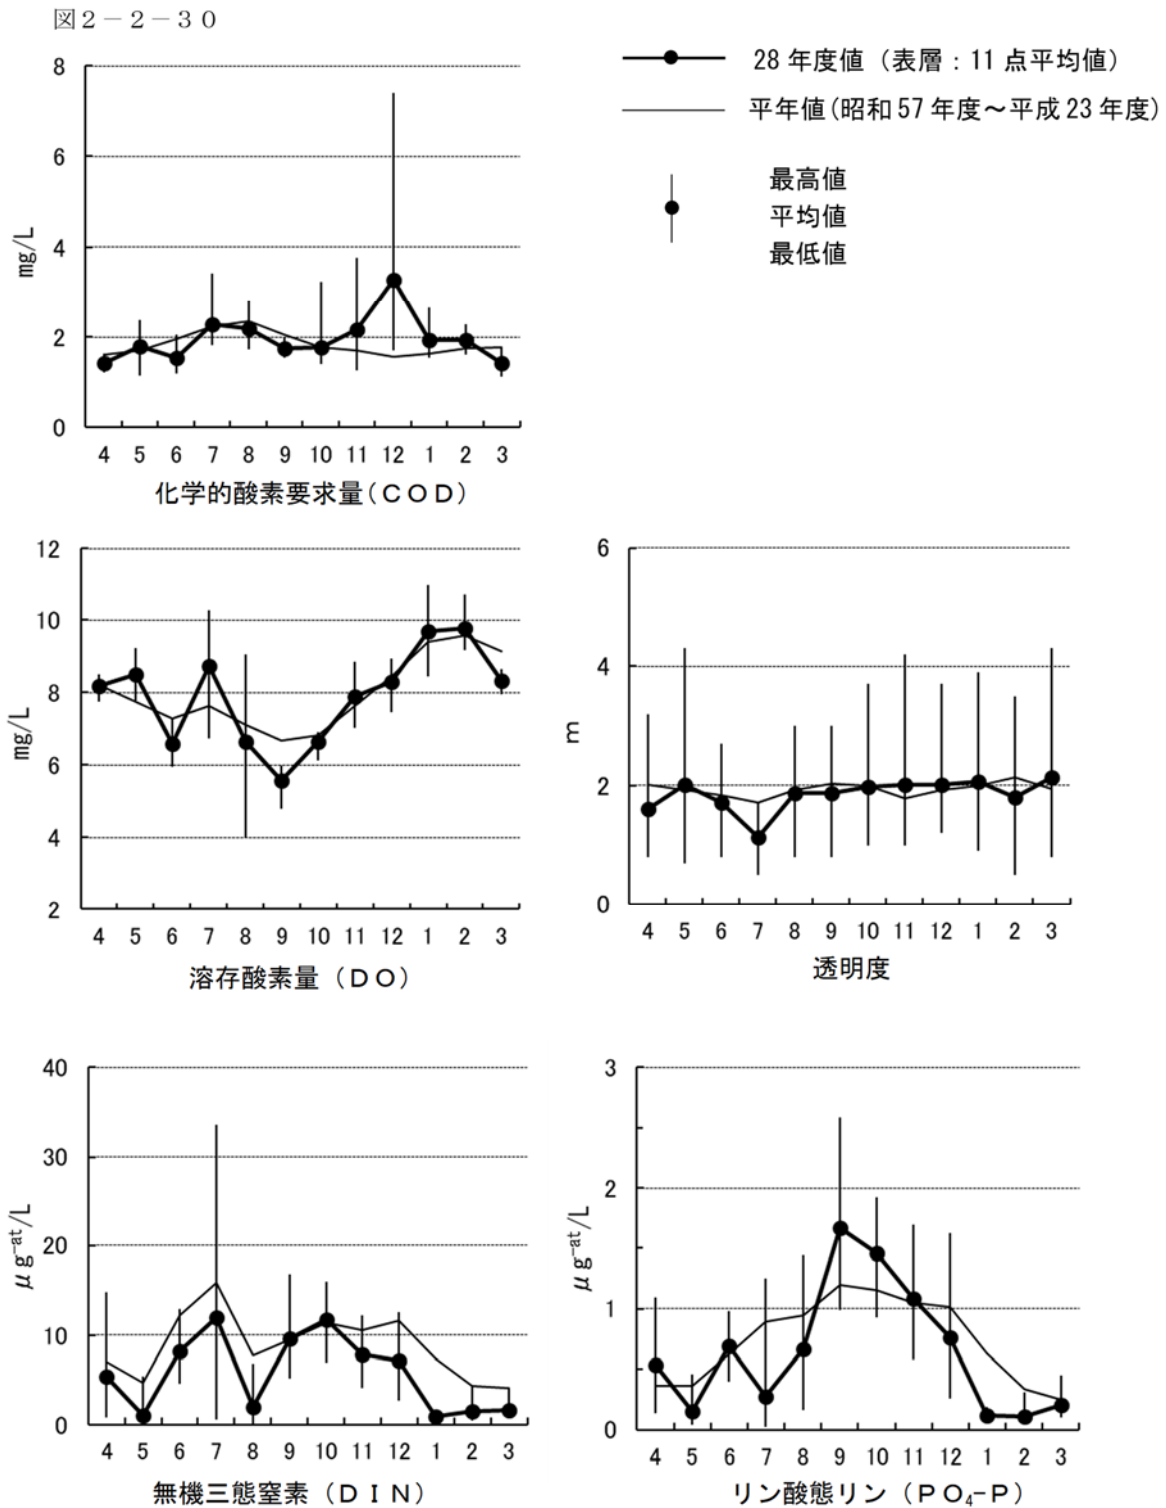 図２－２－３０
28 年度値（表層：11 点平均値）
平年値(昭和 57 年度～平成 23 年度)
最高値
平均値
最低値
8
6
4
2
0
mg/L
4 5 6 7 8 9 10 11 12 1 2 3
化学的酸素要求量(ＣＯＤ)
12
10
8
6
4
2
mg/L
4 5 6 7 8 9 10 11 12 1 2 3
溶存酸素量（ＤＯ）
6
4
2
0
m
4 5 6 7 8 9 10 11 12 1 2 3
透明度
40
30
20
10
0
μg-at/L
4 5 6 7 8 9 10 11 12 1 2 3
無機三態窒素（ＤＩＮ）
3
2
1
0
μg-at/L
4 5 6 7 8 9 10 11 12 1 2 3
リン酸態リン（ＰＯ₄-Ｐ）